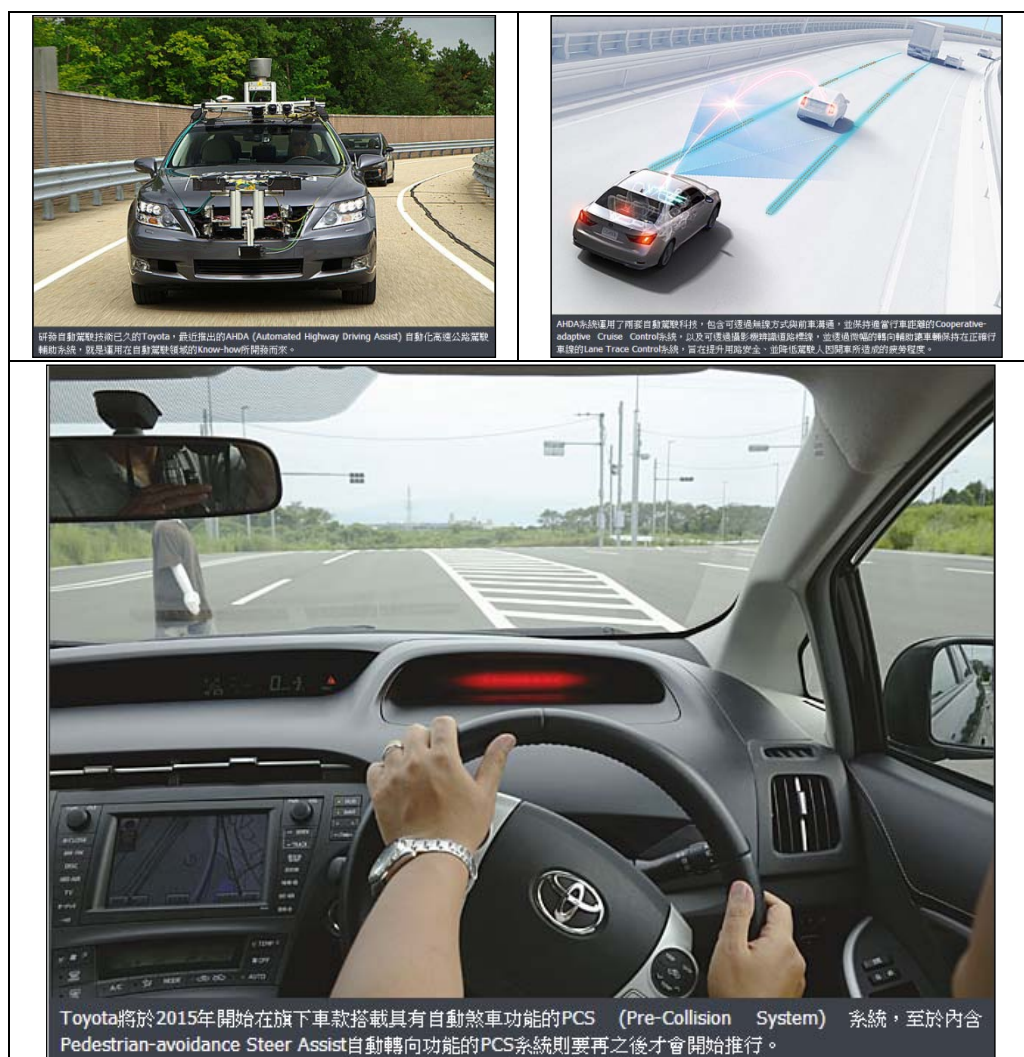 研發自動駕駛技術已久的Toyota，最近推出的AHDA (Automated Highway Driving Assist) 自動化高速公路駕駛
輔助系統，就是運用在自動駕駛領域的Know-how所開發而來。
AHDA系統運用了兩套自動駕駛科技，包含可透過無線方式與前車溝通，並保持適當行車距離的Cooperative-
adaptive Cruise Control系統，以及可透過攝影機辨識道路標線，並透過微幅的轉向輔助讓車輛保持在正確行
車線的Lane Trace Control系統，旨在提升用路安全、並降低駕駛人因開車所造成的疲勞程度。
A/C
MODE
TEMP
OFF
AUTO
DISC
TV
TRACK
Toyota將於2015年開始在旗下車款搭載具有自動煞車功能的PCS (Pre-Collision System) 系統，至於內含
Pedestrian-avoidance Steer Assist自動轉向功能的PCS系統則要再之後才會開始推行。